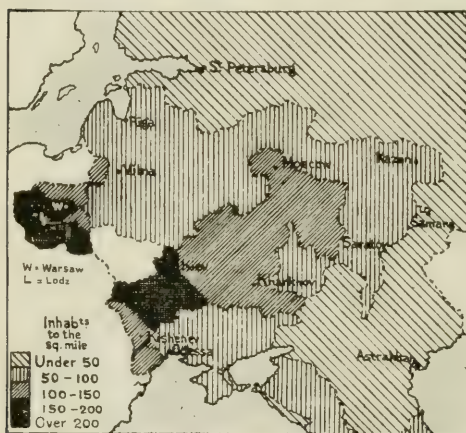 St. Petersburg
Riga
Moscow
Kazan
Vilna
Samara
W
L
Saratov
Kiev
W = Warsaw
L = Lodz
Kharkov
Inhabts
to the
sq. mile
Kishenev
Odessa
Under 50
50-100
Astrakhan
100-150
150-200
Over 200